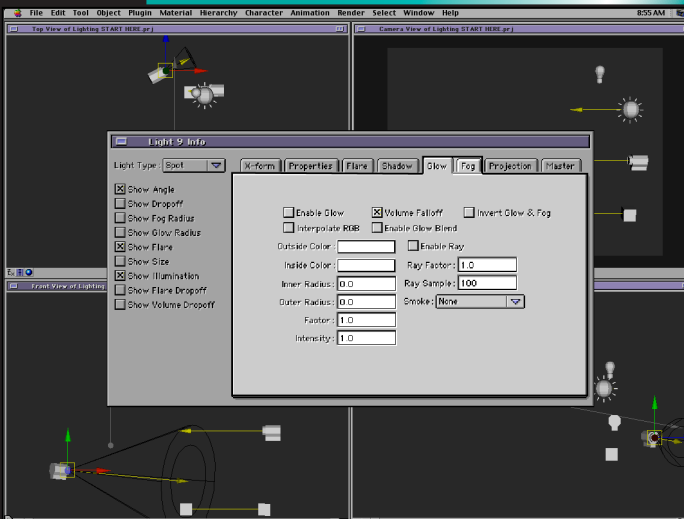 File Edit Tool Object Plugin Material Hierarchy Character Animation Render Select Window Help 8:55 AM
Top View of Lighting START HERE.prj
Camera View of Lighting START HERE.prj
Light 9 Info
Light Type: Spot
X-form Properties Flare Shadow Glow Fog Projection Master
Show Angle
Show Dropoff
Show Fog Radius
Show Glow Radius
Show Flare
Show Size
Show Illumination
Show Flare Dropoff
Show Volume Dropoff
Enable Glow Volume Falloff Invert Glow & Fog
Interpolate RGB Enable Glow Blend
Outside Color: Enable Ray
Inside Color: Ray Factor: 1.0
Inner Radius: 0.0 Ray Sample: 100
Outer Radius: 0.0 Smoke: None
Factor: 1.0
Intensity: 1.0
Front View of Lighting